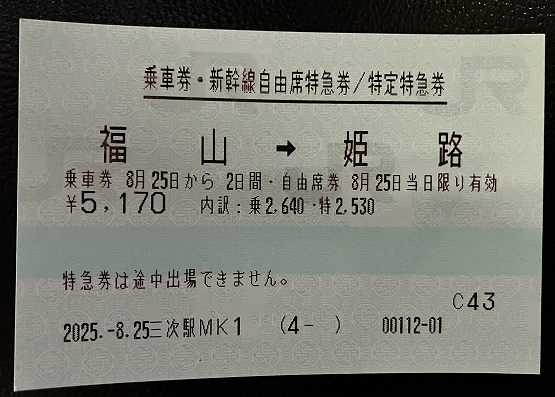 乗車券・新幹線自由席特急券/特定特急券
福山 → 姫路
乗車券 8月25日から 2日間・自由席券 8月25日当日限り有効
¥5,170 内訳:乗2,640・特2,530
特急券は途中出場できません。
C43
2025.-8.25三次駅MK1 (4- ) 00112-01